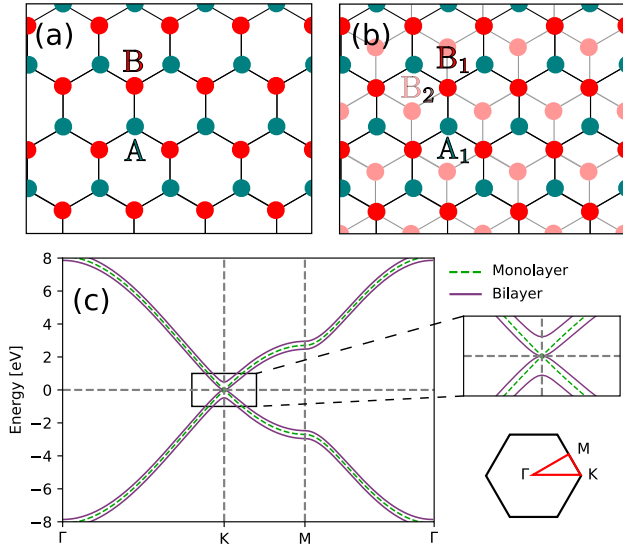 (a)
B
A
(b)
B1
B2
A1
(c)
Energy [eV]
8
6
4
2
0
−2
−4
−6
−8
Γ
K
M
Γ
Monolayer
Bilayer
M
Γ
K